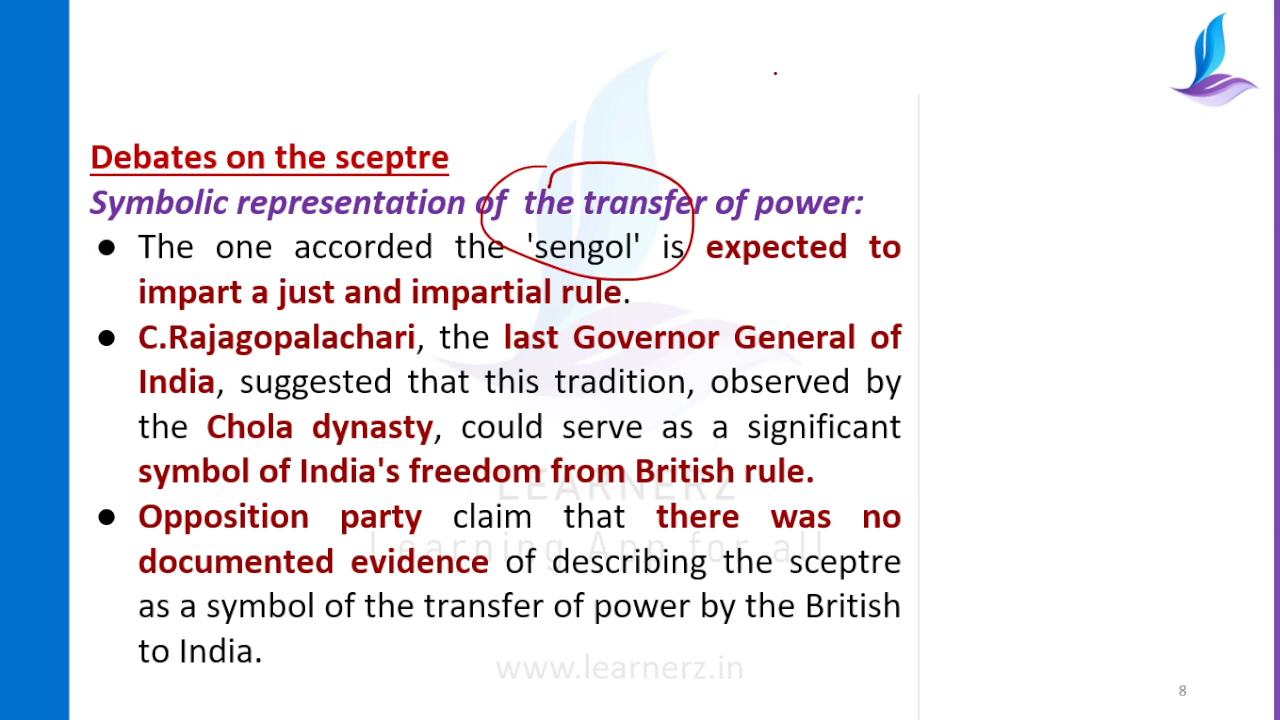 Debates on the sceptre
Symbolic representation of the transfer of power:
● The one accorded the 'sengol' is expected to
impart a just and impartial rule.
● C.Rajagopalachari, the last Governor General of
India, suggested that this tradition, observed by
the Chola dynasty, could serve as a significant
symbol of India's freedom from British rule.
LEARNERZ
● Opposition party claim that there was no
Learning App for all
documented evidence of describing the sceptre
as a symbol of the transfer of power by the British
to India.
www.learnerz.in
8